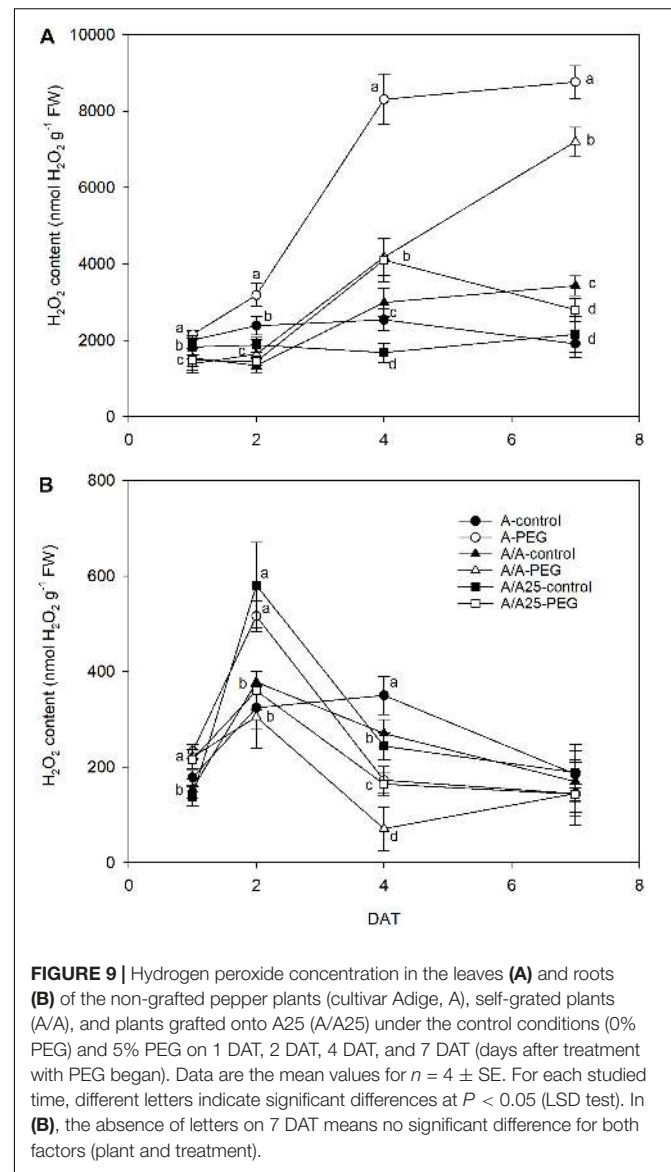 A
10000
8000
6000
4000
2000
0
H₂O₂ content (nmol H₂O₂ g⁻¹ FW)
a
b
c
a
b
c
a
b
c
d
a
b
c
d
d
0 2 4 6 8
B
800
600
400
200
0
H₂O₂ content (nmol H₂O₂ g⁻¹ FW)
A-control
A-PEG
A/A-control
A/A-PEG
A/A25-control
A/A25-PEG
a
b
a
a
b
b
a
b
c
d
0 2 4 6 8
DAT
FIGURE 9 | Hydrogen peroxide concentration in the leaves (A) and roots
(B) of the non-grafted pepper plants (cultivar Adige, A), self-grated plants
(A/A), and plants grafted onto A25 (A/A25) under the control conditions (0%
PEG) and 5% PEG on 1 DAT, 2 DAT, 4 DAT, and 7 DAT (days after treatment
with PEG began). Data are the mean values for n = 4 ± SE. For each studied
time, different letters indicate significant differences at P < 0.05 (LSD test). In
(B), the absence of letters on 7 DAT means no significant difference for both
factors (plant and treatment).